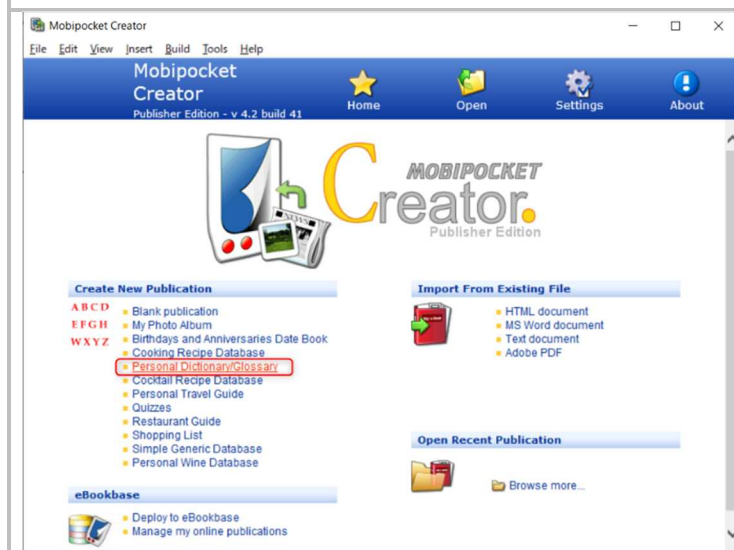 Mobipocket Creator
File Edit View Insert Build Tools Help
Mobipocket
Creator
Publisher Edition - v 4.2 build 41
Home
Open
Settings
About
MOBIPOCKET
Creator.
Publisher Edition
NEWS
Create New Publication
A B C D
E F G H
W X Y Z
Blank publication
My Photo Album
Birthdays and Anniversaries Date Book
Cooking Recipe Database
Personal Dictionary/Glossary
Cocktail Recipe Database
Personal Travel Guide
Quizzes
Restaurant Guide
Shopping List
Simple Generic Database
Personal Wine Database
Import From Existing File
HTML document
MS Word document
Text document
Adobe PDF
Open Recent Publication
Browse more...
eBookbase
Deploy to eBookbase
Manage my online publications